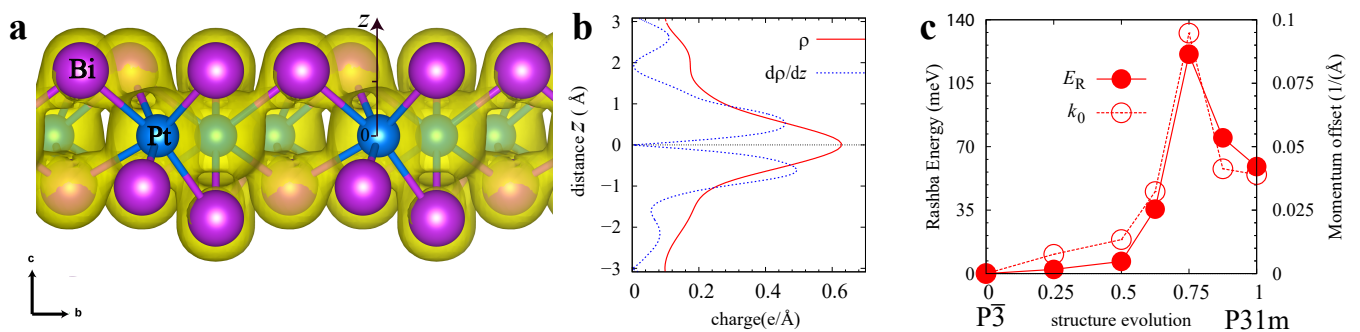 a
z
Bi
Pt
0
c
b
b
3
2
1
0
−1
−2
−3
distance z ( Å )
ρ
dρ/dz
0 0.2 0.4 0.6
charge(e/Å)
c
140
105
70
35
0
Rashba Energy (meV)
E_R
k_0
0.1
0.075
0.05
0.025
0
Momentum offset (1/(Å)
0 0.25 0.50 0.75 1
P3̅ structure evolution P31m